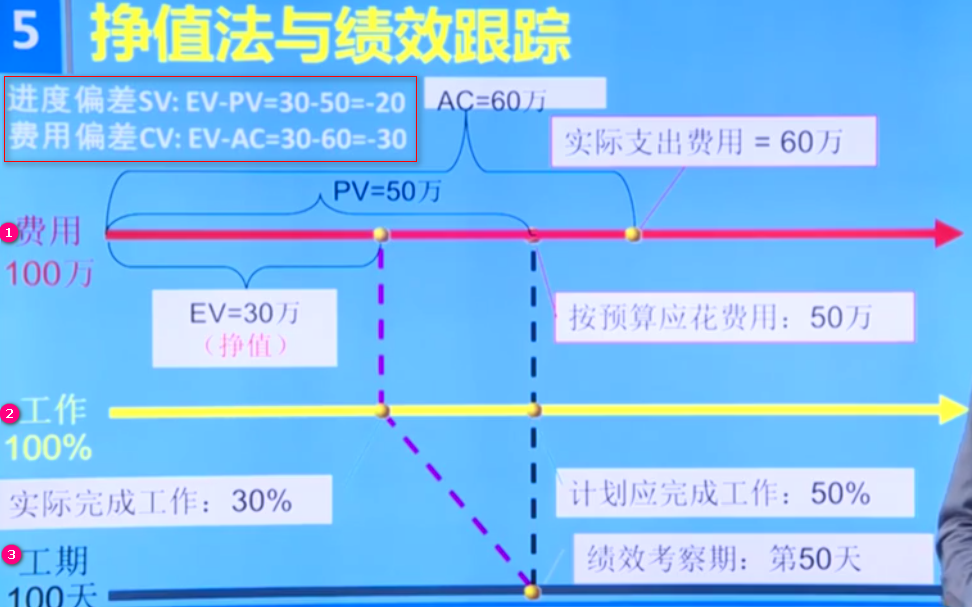 5 挣值法与绩效跟踪
进度偏差SV: EV-PV=30-50=-20
费用偏差CV: EV-AC=30-60=-30
AC=60万
实际支出费用 = 60万
PV=50万
1 费用
100万
EV=30万
（挣值）
按预算应花费用：50万
2 工作
100%
实际完成工作：30%
计划应完成工作：50%
3 工期
100天
绩效考察期：第50天